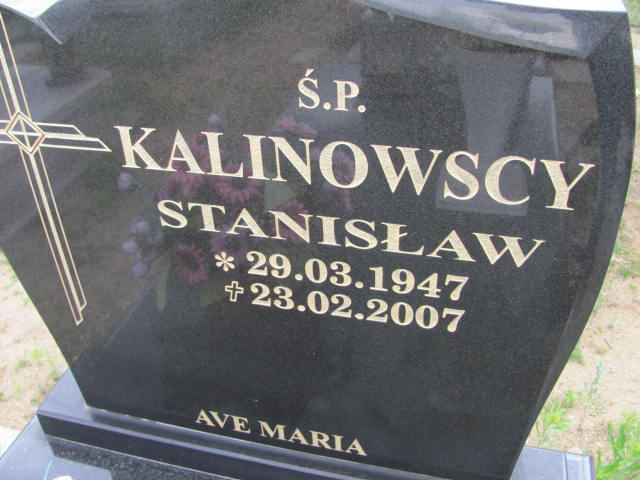 Ś.P.
KALINOWSCY
STANISŁAW
* 29.03.1947
✝ 23.02.2007
AVE MARIA